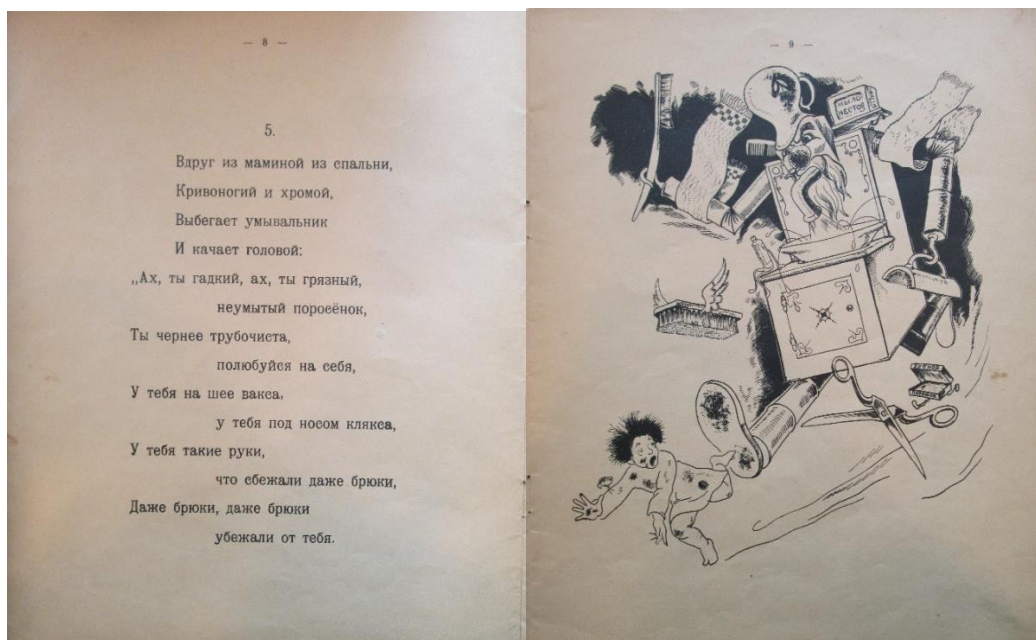 — 8 —
5.
Вдруг из маминой из спальни,
Кривоногий и хромой,
Выбегает умывальник
И качает головой:
„Ах, ты гадкий, ах, ты грязный,
неумытый поросёнок,
Ты чернее трубочиста,
полюбуйся на себя,
У тебя на шее вакса,
у тебя под носом клякса,
У тебя такие руки,
что сбежали даже брюки,
Даже брюки, даже брюки
убежали от тебя.
— 9 —
МЫЛО